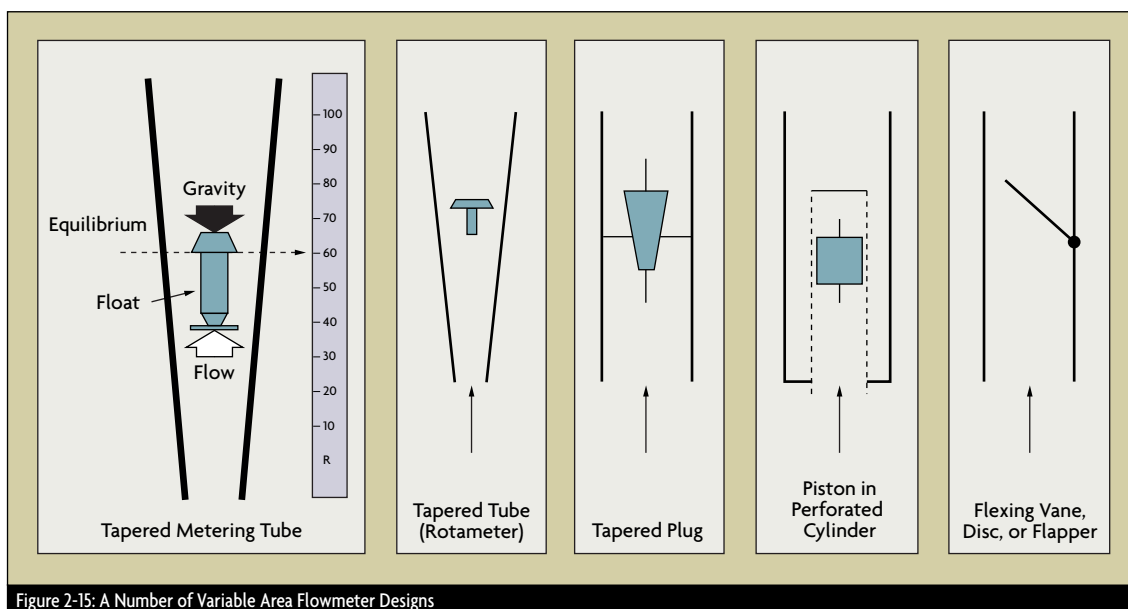 Gravity
Equilibrium
Float
Flow
100
90
80
70
60
50
40
30
20
10
R
Tapered Metering Tube
Tapered Tube
(Rotameter)
Tapered Plug
Piston in
Perforated
Cylinder
Flexing Vane,
Disc, or Flapper
Figure 2-15: A Number of Variable Area Flowmeter Designs